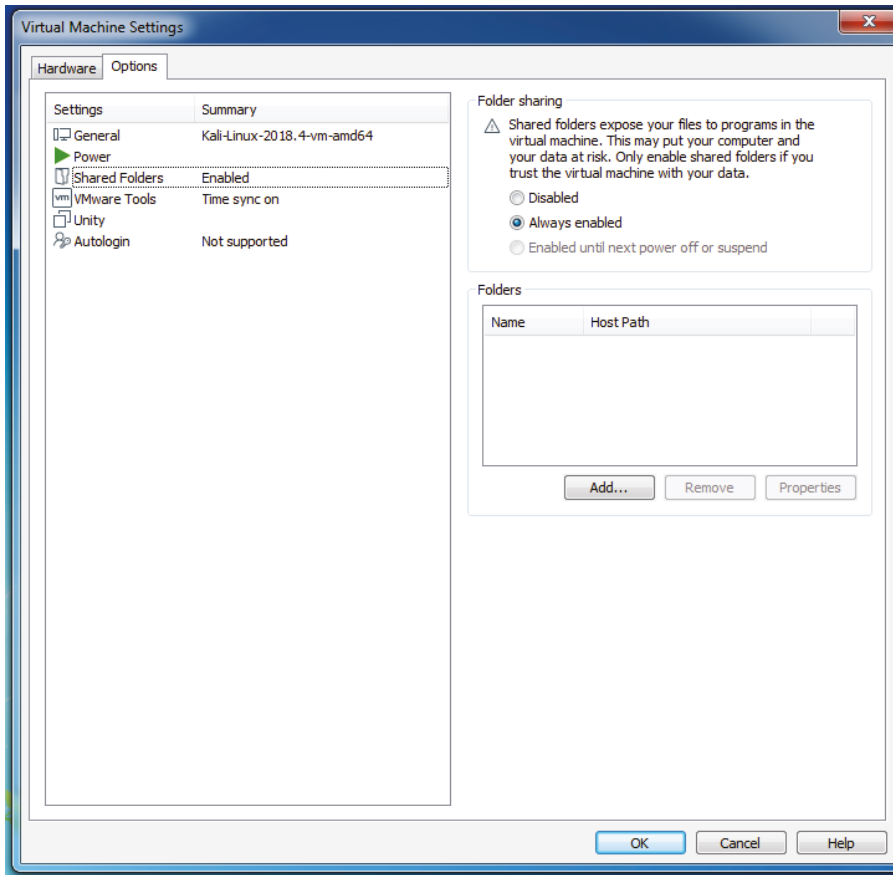 Virtual Machine Settings
Hardware
Options
Settings Summary
General Kali-Linux-2018.4-vm-amd64
Power
Shared Folders Enabled
vm VMware Tools Time sync on
Unity
Autologin Not supported
Folder sharing
Shared folders expose your files to programs in the
virtual machine. This may put your computer and
your data at risk. Only enable shared folders if you
trust the virtual machine with your data.
Disabled
Always enabled
Enabled until next power off or suspend
Folders
Name Host Path
Add... Remove Properties
OK Cancel Help